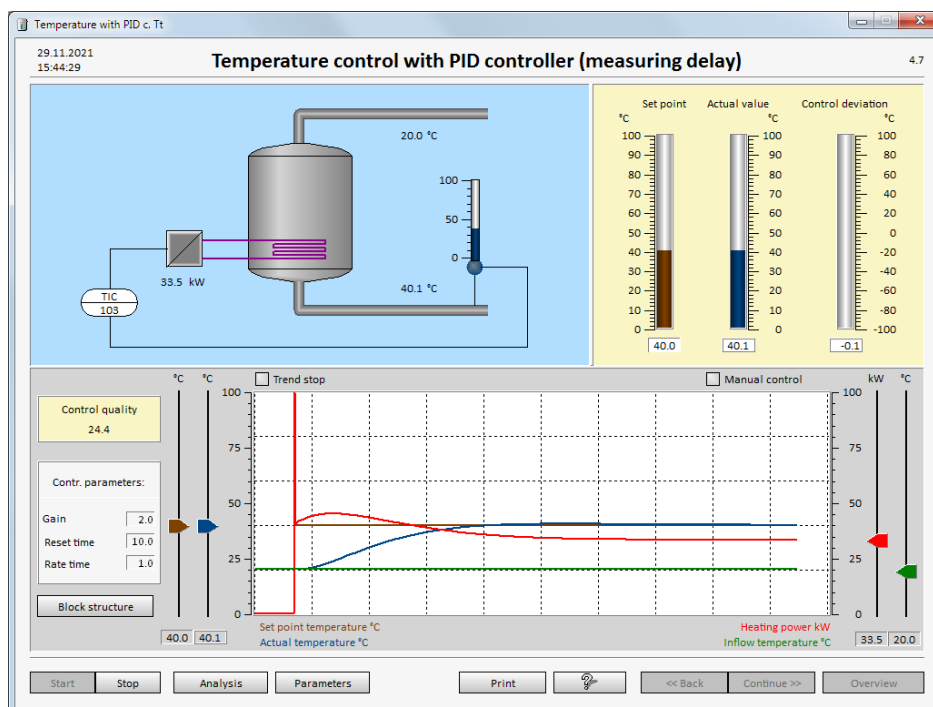 Temperature with PID c. Tt
29.11.2021
15:44:29
Temperature control with PID controller (measuring delay)
4.7
20.0 °C
100
50
0
33.5 kW
TIC
103
40.1 °C
Set point Actual value Control deviation
°C °C °C
100 100 100
90 90 80
80 80 60
70 70 40
60 60 20
50 50 0
40 40 -20
30 30 -40
20 20 -60
10 10 -80
0 0 -100
40.0 40.1 -0.1
°C °C Trend stop Manual control kW °C
Control quality
24.4
Contr. parameters:
Gain 2.0
Reset time 10.0
Rate time 1.0
Block structure
100 100
75 75
50 50
25 25
0 0
40.0 40.1 Set point temperature °C Heating power kW 33.5 20.0
Actual temperature °C Inflow temperature °C
Start Stop Analysis Parameters Print ? << Back Continue >> Overview